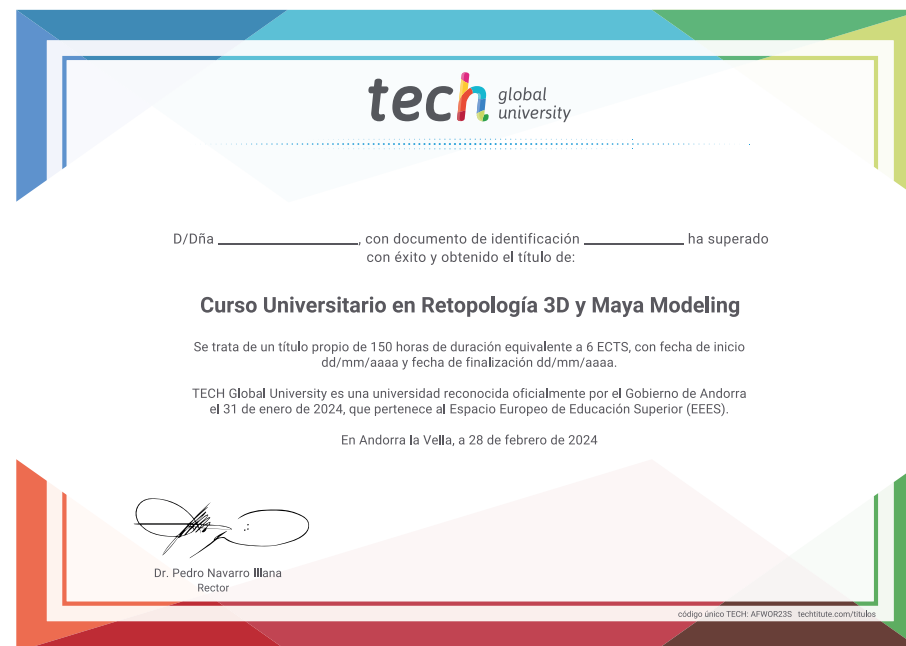 tech global university
D/Dña ____________________, con documento de identificación ______________ ha superado
con éxito y obtenido el título de:
Curso Universitario en Retopología 3D y Maya Modeling
Se trata de un título propio de 150 horas de duración equivalente a 6 ECTS, con fecha de inicio
dd/mm/aaaa y fecha de finalización dd/mm/aaaa.
TECH Global University es una universidad reconocida oficialmente por el Gobierno de Andorra
el 31 de enero de 2024, que pertenece al Espacio Europeo de Educación Superior (EEES).
En Andorra la Vella, a 28 de febrero de 2024
Dr. Pedro Navarro Illana
Rector
código único TECH: AFWOR23S techtitute.com/titulos